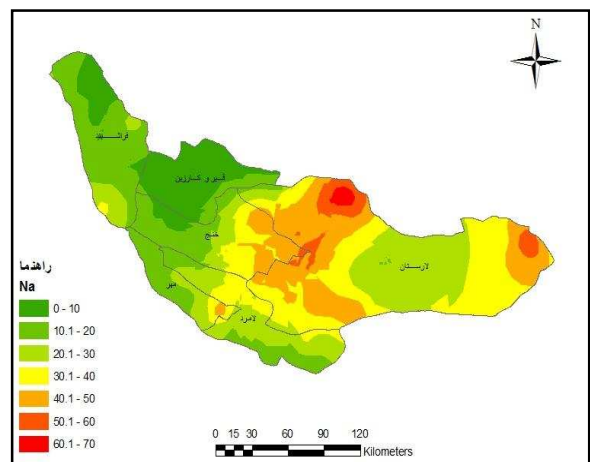 N
فراشبند
قیر و کارزین
خنج
مهر
لامرد
لارستان
راهنما
Na
0 - 10
10.1 - 20
20.1 - 30
30.1 - 40
40.1 - 50
50.1 - 60
60.1 - 70
0 15 30 60 90 120
Kilometers